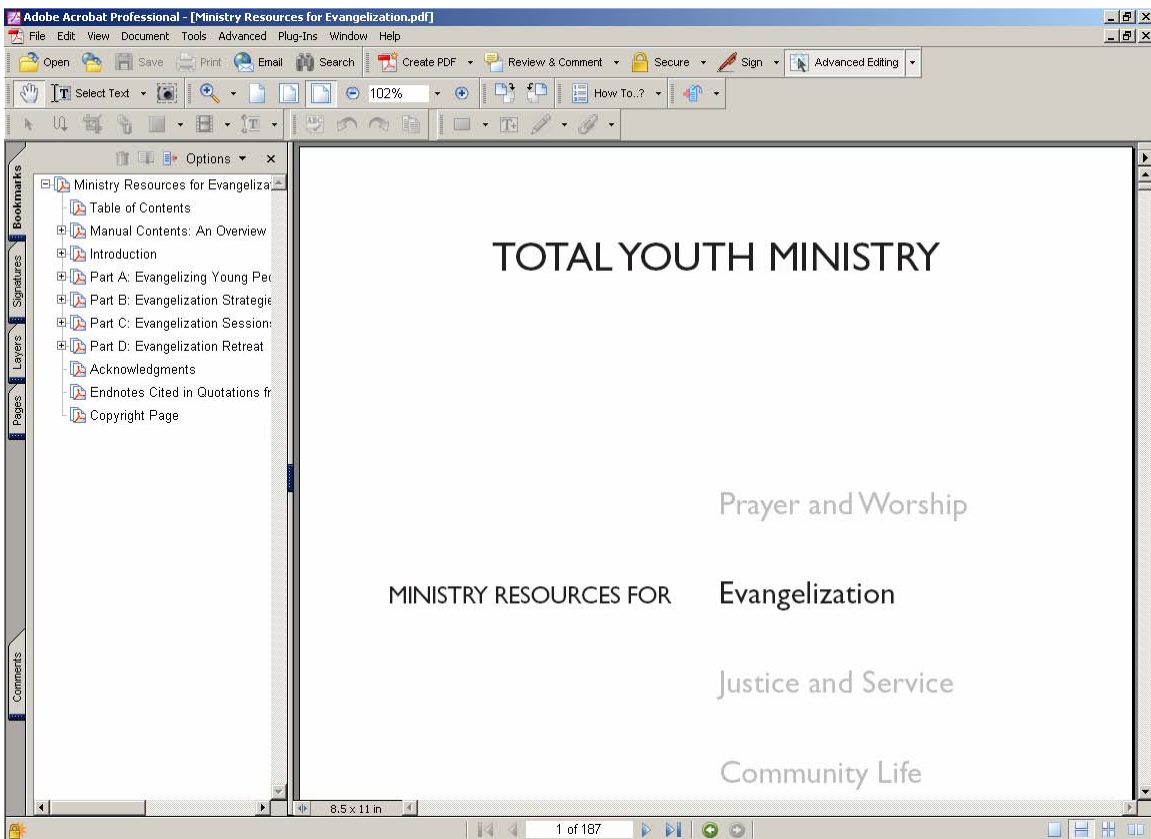 Adobe Acrobat Professional - [Ministry Resources for Evangelization.pdf]
File Edit View Document Tools Advanced Plug-Ins Window Help
Open Save Print Email Search Create PDF Review & Comment Secure Sign Advanced Editing
Select Text 102% How To..?
Options
Bookmarks
Signatures
Layers
Pages
Comments
Ministry Resources for Evangeliza
Table of Contents
Manual Contents: An Overview
Introduction
Part A: Evangelizing Young Peo
Part B: Evangelization Strategie
Part C: Evangelization Session
Part D: Evangelization Retreat
Acknowledgments
Endnotes Cited in Quotations fr
Copyright Page
TOTAL YOUTH MINISTRY
Prayer and Worship
MINISTRY RESOURCES FOR Evangelization
Justice and Service
Community Life
8.5 x 11 in
1 of 187